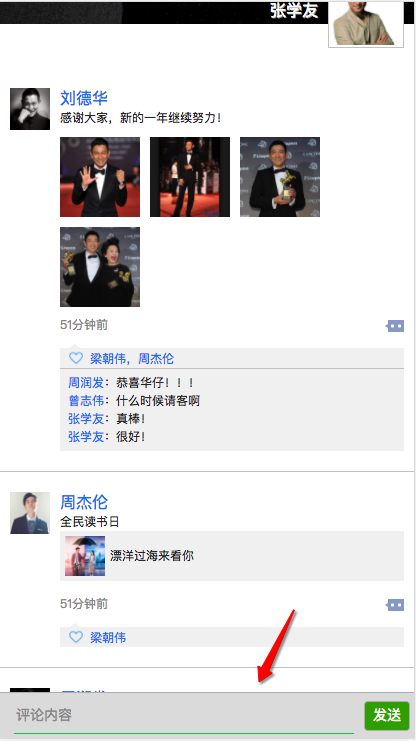 张学友
刘德华
感谢大家，新的一年继续努力！
51分钟前
梁朝伟，周杰伦
周润发：恭喜华仔！！！
曾志伟：什么时候请客啊
张学友：真棒！
张学友：很好！
周杰伦
全民读书日
漂洋过海来看你
51分钟前
梁朝伟
评论内容
发送